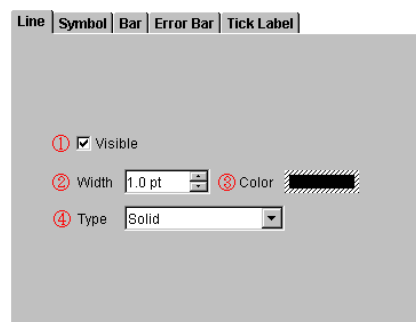 Line Symbol Bar Error Bar Tick Label
① Visible
② Width 1.0 pt ③ Color
④ Type Solid